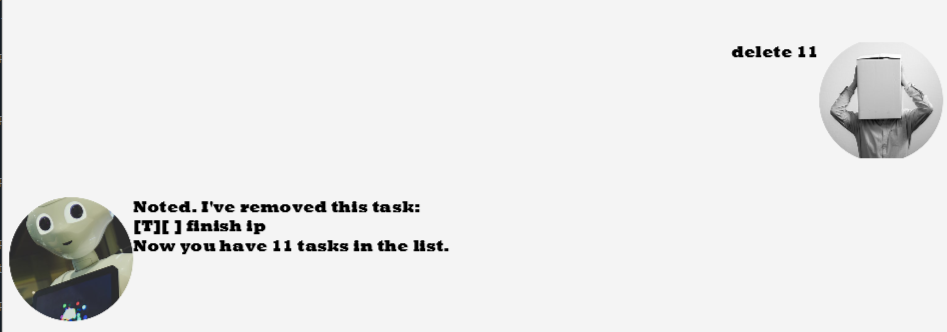 delete 11
Noted. I've removed this task:
[T][ ] finish ip
Now you have 11 tasks in the list.